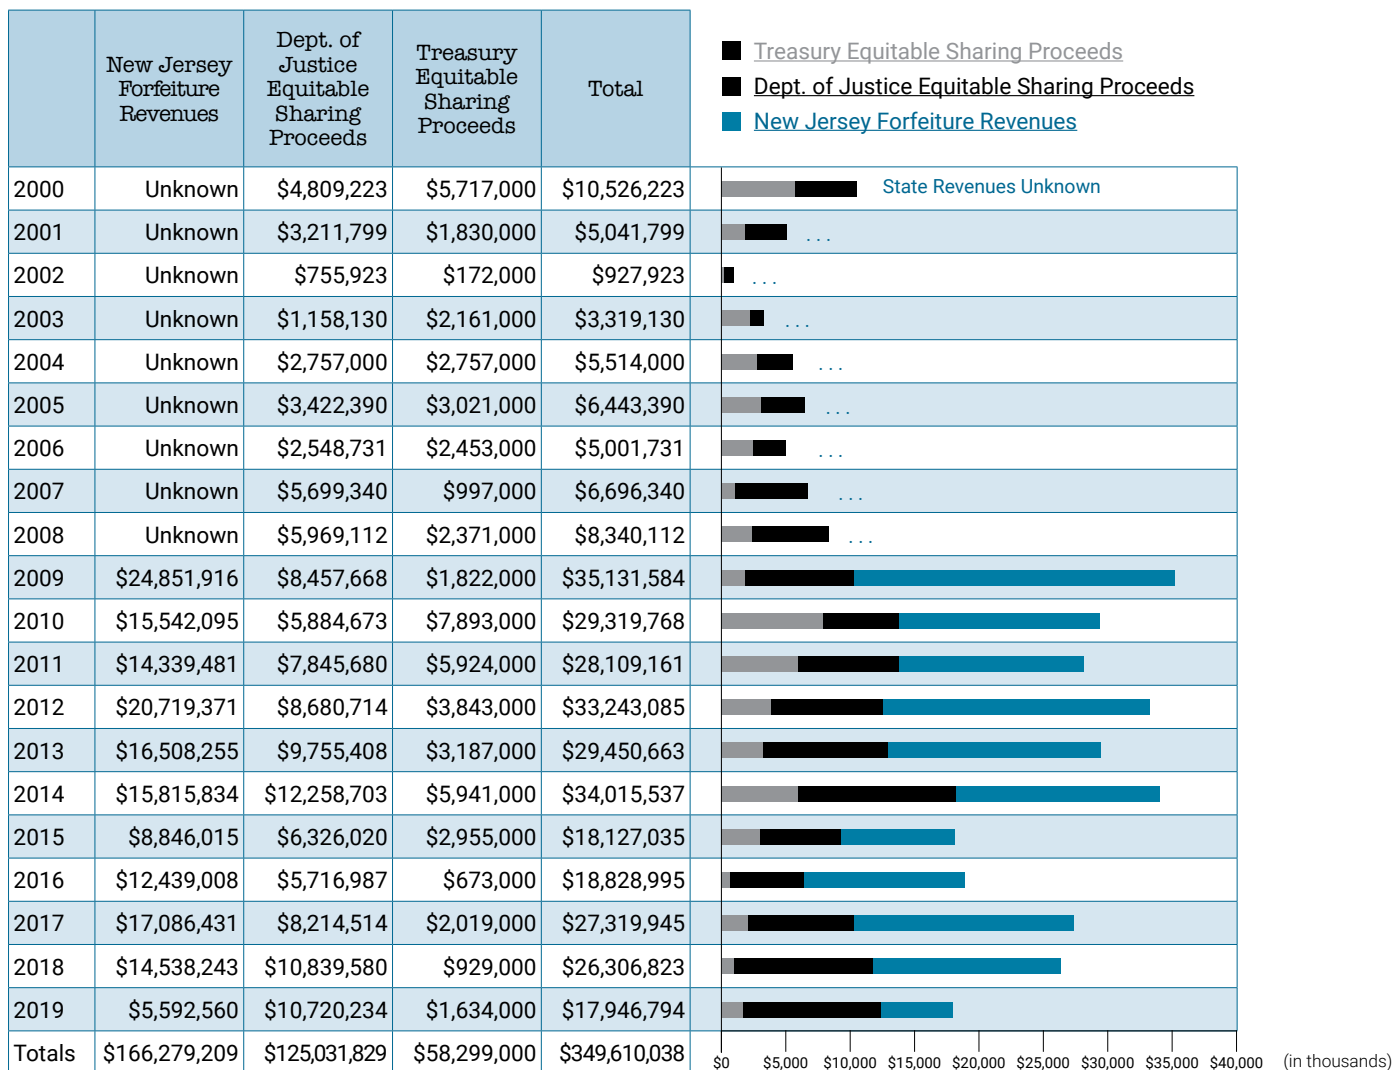 New Jersey
Forfeiture
Revenues
Dept. of
Justice
Equitable
Sharing
Proceeds
Treasury
Equitable
Sharing
Proceeds
Total
Treasury Equitable Sharing Proceeds
Dept. of Justice Equitable Sharing Proceeds
New Jersey Forfeiture Revenues
2000 Unknown $4,809,223 $5,717,000 $10,526,223 State Revenues Unknown
2001 Unknown $3,211,799 $1,830,000 $5,041,799 ...
2002 Unknown $755,923 $172,000 $927,923 ...
2003 Unknown $1,158,130 $2,161,000 $3,319,130 ...
2004 Unknown $2,757,000 $2,757,000 $5,514,000 ...
2005 Unknown $3,422,390 $3,021,000 $6,443,390 ...
2006 Unknown $2,548,731 $2,453,000 $5,001,731 ...
2007 Unknown $5,699,340 $997,000 $6,696,340 ...
2008 Unknown $5,969,112 $2,371,000 $8,340,112 ...
2009 $24,851,916 $8,457,668 $1,822,000 $35,131,584
2010 $15,542,095 $5,884,673 $7,893,000 $29,319,768
2011 $14,339,481 $7,845,680 $5,924,000 $28,109,161
2012 $20,719,371 $8,680,714 $3,843,000 $33,243,085
2013 $16,508,255 $9,755,408 $3,187,000 $29,450,663
2014 $15,815,834 $12,258,703 $5,941,000 $34,015,537
2015 $8,846,015 $6,326,020 $2,955,000 $18,127,035
2016 $12,439,008 $5,716,987 $673,000 $18,828,995
2017 $17,086,431 $8,214,514 $2,019,000 $27,319,945
2018 $14,538,243 $10,839,580 $929,000 $26,306,823
2019 $5,592,560 $10,720,234 $1,634,000 $17,946,794
Totals $166,279,209 $125,031,829 $58,299,000 $349,610,038
$0 $5,000 $10,000 $15,000 $20,000 $25,000 $30,000 $35,000 $40,000 (in thousands)